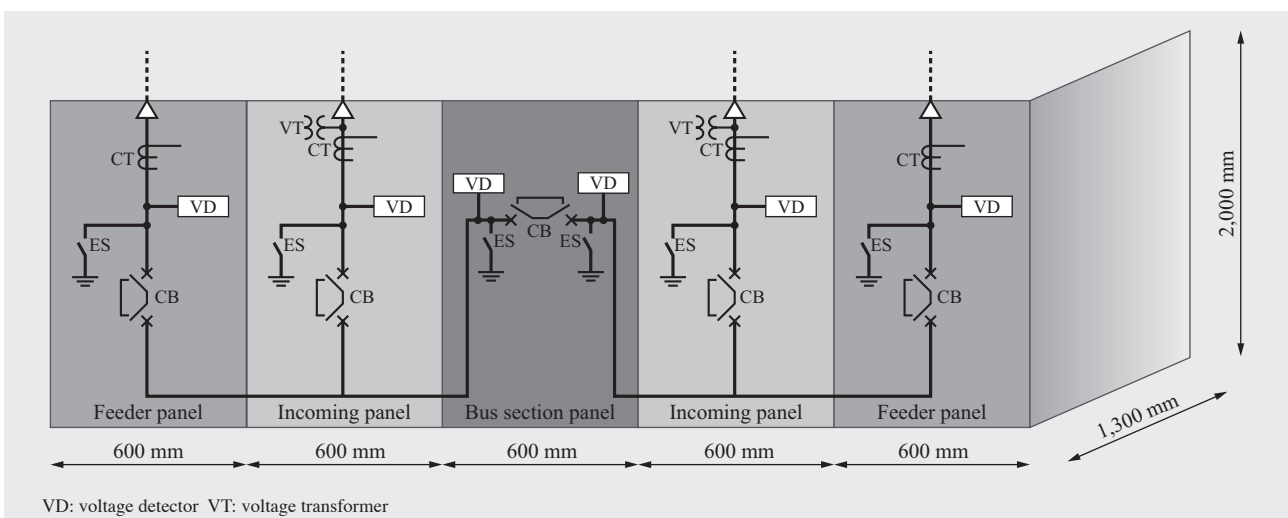 VT
VT
CT
CT
CT
CT
VD
VD
VD
VD
VD
VD
ES
ES
CB
ES
ES
ES
ES
CB
CB
CB
CB
Feeder panel
Incoming panel
Bus section panel
Incoming panel
Feeder panel
600 mm
600 mm
600 mm
600 mm
600 mm
1,300 mm
2,000 mm
VD: voltage detector VT: voltage transformer